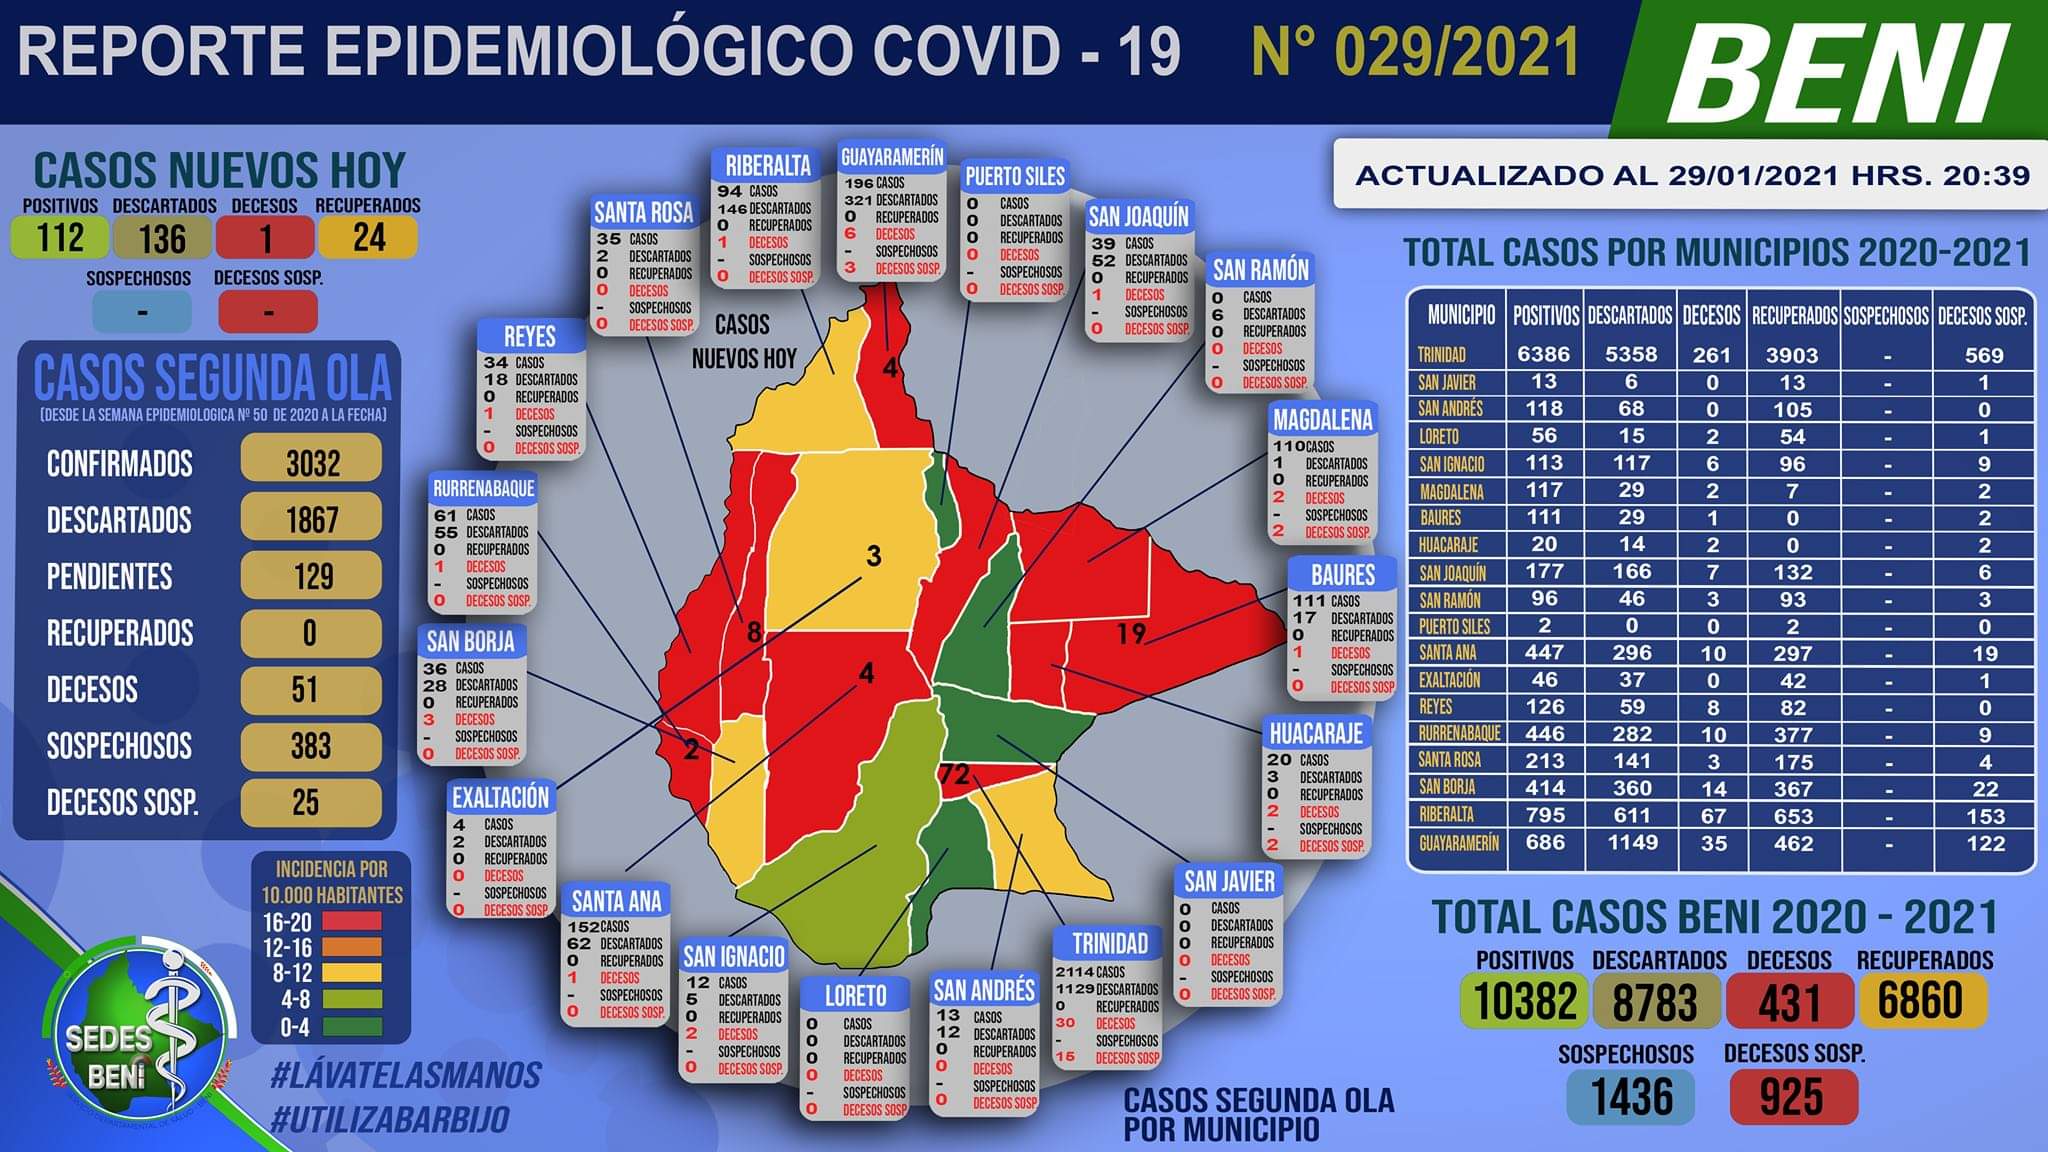 REPORTE EPIDEMIOLÓGICO COVID - 19 N° 029/2021 BENI
ACTUALIZADO AL 29/01/2021 HRS. 20:39
CASOS NUEVOS HOY
POSITIVOS DESCARTADOS DECESOS RECUPERADOS
112 136 1 24
SOSPECHOSOS DECESOS SOSP.
- -
CASOS SEGUNDA OLA
(DESDE LA SEMANA EPIDEMIOLOGICA Nº 50 DE 2020 A LA FECHA)
CONFIRMADOS 3032
DESCARTADOS 1867
PENDIENTES 129
RECUPERADOS 0
DECESOS 51
SOSPECHOSOS 383
DECESOS SOSP. 25
INCIDENCIA POR
10.000 HABITANTES
16-20
12-16
8-12
4-8
0-4
SEDES
BENI
#LÁVATELASMANOS
#UTILIZABARBIJO
CASOS
NUEVOS HOY
4
3
8
19
4
2
72
RIBERALTA
94 CASOS
146 DESCARTADOS
0 RECUPERADOS
1 DECESOS
- SOSPECHOSOS
0 DECESOS SOSP.
GUAYARAMERÍN
196 CASOS
321 DESCARTADOS
0 RECUPERADOS
6 DECESOS
- SOSPECHOSOS
3 DECESOS SOSP.
PUERTO SILES
0 CASOS
0 DESCARTADOS
0 RECUPERADOS
0 DECESOS
- SOSPECHOSOS
0 DECESOS SOSP.
SAN JOAQUÍN
39 CASOS
52 DESCARTADOS
0 RECUPERADOS
1 DECESOS
- SOSPECHOSOS
0 DECESOS SOSP.
SAN RAMÓN
0 CASOS
6 DESCARTADOS
0 RECUPERADOS
0 DECESOS
- SOSPECHOSOS
0 DECESOS SOSP.
MAGDALENA
110 CASOS
1 DESCARTADOS
0 RECUPERADOS
2 DECESOS
- SOSPECHOSOS
2 DECESOS SOSP.
BAURES
111 CASOS
17 DESCARTADOS
0 RECUPERADOS
1 DECESOS
- SOSPECHOSOS
0 DECESOS SOSP.
HUACARAJE
20 CASOS
3 DESCARTADOS
0 RECUPERADOS
2 DECESOS
- SOSPECHOSOS
2 DECESOS SOSP.
SAN JAVIER
0 CASOS
0 DESCARTADOS
0 RECUPERADOS
0 DECESOS
- SOSPECHOSOS
0 DECESOS SOSP.
TRINIDAD
2114 CASOS
1129 DESCARTADOS
0 RECUPERADOS
30 DECESOS
- SOSPECHOSOS
15 DECESOS SOSP
SAN ANDRÉS
13 CASOS
12 DESCARTADOS
0 RECUPERADOS
0 DECESOS
- SOSPECHOSOS
0 DECESOS SOSP
LORETO
0 CASOS
0 DESCARTADOS
0 RECUPERADOS
0 DECESOS
- SOSPECHOSOS
0 DECESOS SOSP
SAN IGNACIO
12 CASOS
5 DESCARTADOS
0 RECUPERADOS
2 DECESOS
- SOSPECHOSOS
0 DECESOS SOSP.
SANTA ANA
152 CASOS
62 DESCARTADOS
0 RECUPERADOS
1 DECESOS
- SOSPECHOSOS
0 DECESOS SOSP.
EXALTACIÓN
4 CASOS
2 DESCARTADOS
0 RECUPERADOS
0 DECESOS
- SOSPECHOSOS
0 DECESOS SOSP
SAN BORJA
36 CASOS
28 DESCARTADOS
0 RECUPERADOS
3 DECESOS
- SOSPECHOSOS
0 DECESOS SOSP.
RURRENABAQUE
61 CASOS
55 DESCARTADOS
0 RECUPERADOS
1 DECESOS
- SOSPECHOSOS
0 DECESOS SOSP.
REYES
34 CASOS
18 DESCARTADOS
0 RECUPERADOS
1 DECESOS
- SOSPECHOSOS
0 DECESOS SOSP.
SANTA ROSA
35 CASOS
2 DESCARTADOS
0 RECUPERADOS
0 DECESOS
- SOSPECHOSOS
0 DECESOS SOSP.
CASOS SEGUNDA OLA
POR MUNICIPIO
TOTAL CASOS POR MUNICIPIOS 2020-2021
MUNICIPIO POSITIVOS DESCARTADOS DECESOS RECUPERADOS SOSPECHOSOS DECESOS SOSP.
TRINIDAD 6386 5358 261 3903 - 569
SAN JAVIER 13 6 0 13 - 1
SAN ANDRÉS 118 68 0 105 - 0
LORETO 56 15 2 54 - 1
SAN IGNACIO 113 117 6 96 - 9
MAGDALENA 117 29 2 7 - 2
BAURES 111 29 1 0 - 2
HUACARAJE 20 14 2 0 - 2
SAN JOAQUÍN 177 166 7 132 - 6
SAN RAMÓN 96 46 3 93 - 3
PUERTO SILES 2 0 0 2 - 0
SANTA ANA 447 296 10 297 - 19
EXALTACIÓN 46 37 0 42 - 1
REYES 126 59 8 82 - 0
RURRENABAQUE 446 282 10 377 - 9
SANTA ROSA 213 141 3 175 - 4
SAN BORJA 414 360 14 367 - 22
RIBERALTA 795 611 67 653 - 153
GUAYARAMERÍN 686 1149 35 462 - 122
TOTAL CASOS BENI 2020 - 2021
POSITIVOS DESCARTADOS DECESOS RECUPERADOS
10382 8783 431 6860
SOSPECHOSOS DECESOS SOSP.
1436 925